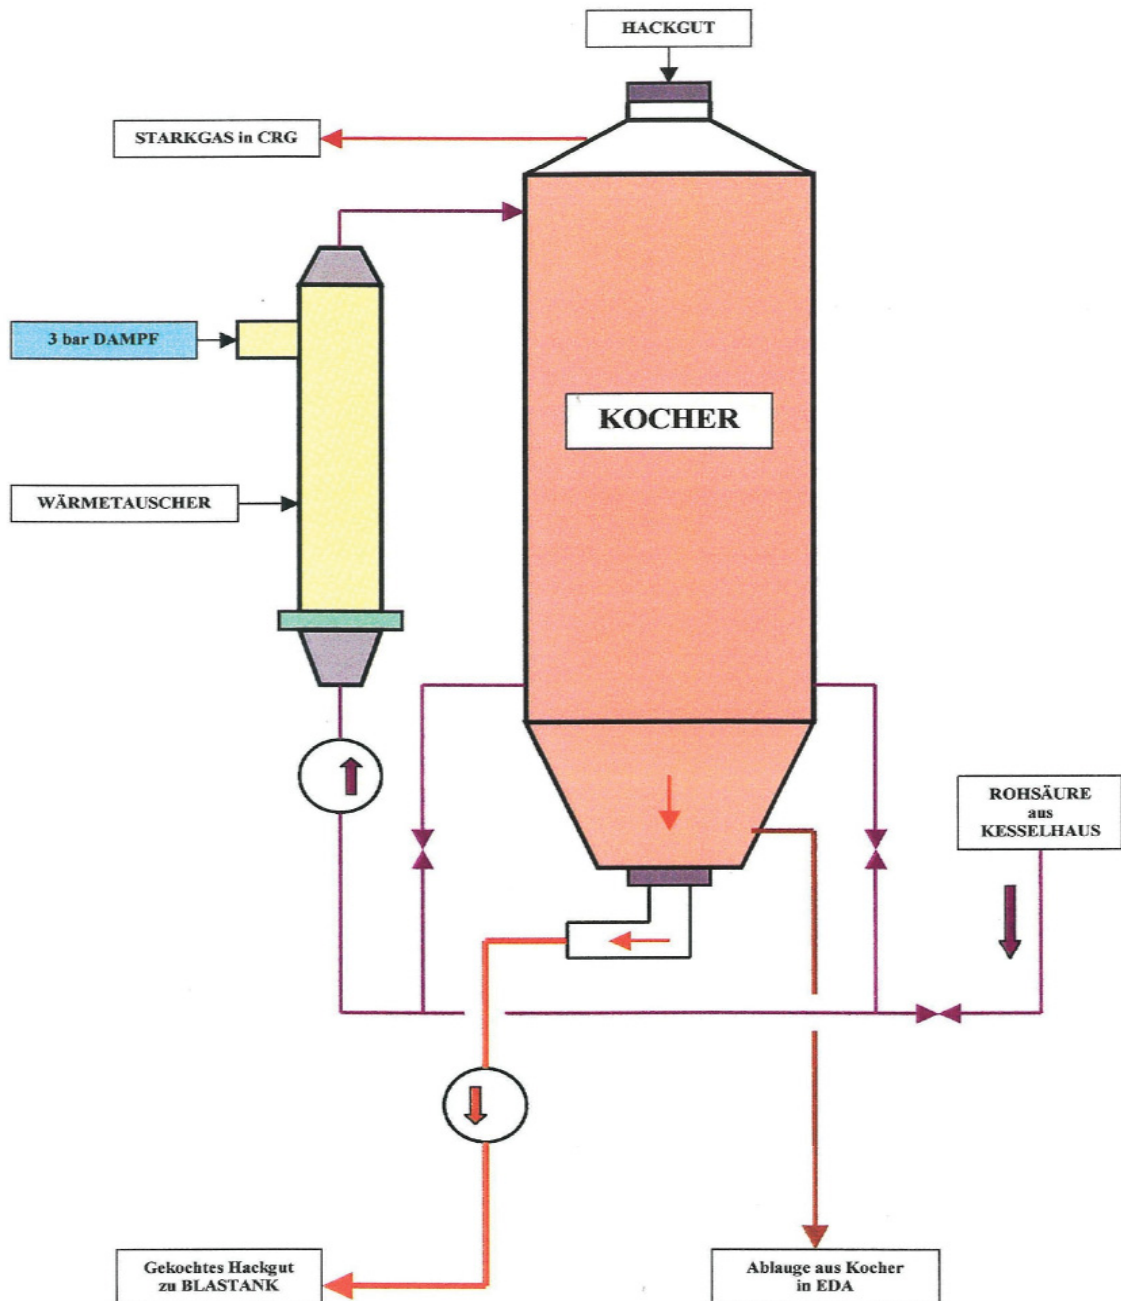 HACKGUT
STARKGAS in CRG
3 bar DAMPF
KOCHER
WÄRMETAUSCHER
ROHSÄURE
aus
KESSELHAUS
Gekochtes Hackgut
zu BLASTANK
Ablauge aus Kocher
in EDA